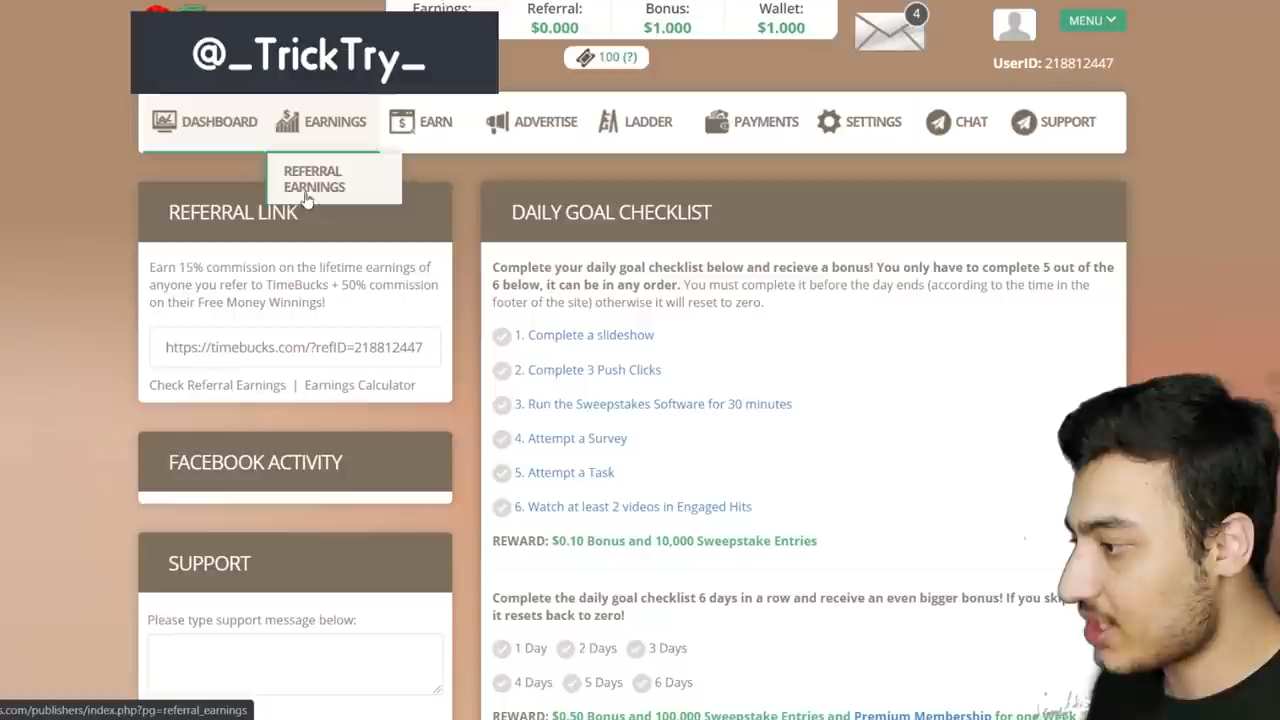 Earnings:
Referral:
Bonus:
Wallet:
$0.000
$1.000
$1.000
4
MENU
@_TrickTry_
100 (?)
UserID: 218812447
DASHBOARD
EARNINGS
EARN
ADVERTISE
LADDER
PAYMENTS
SETTINGS
CHAT
SUPPORT
REFERRAL
EARNINGS
REFERRAL LINK
Earn 15% commission on the lifetime earnings of
anyone you refer to TimeBucks + 50% commission
on their Free Money Winnings!
https://timebucks.com/?refID=218812447
Check Referral Earnings | Earnings Calculator
FACEBOOK ACTIVITY
SUPPORT
Please type support message below:
DAILY GOAL CHECKLIST
Complete your daily goal checklist below and recieve a bonus! You only have to complete 5 out of the
6 below, it can be in any order. You must complete it before the day ends (according to the time in the
footer of the site) otherwise it will reset to zero.
1. Complete a slideshow
2. Complete 3 Push Clicks
3. Run the Sweepstakes Software for 30 minutes
4. Attempt a Survey
5. Attempt a Task
6. Watch at least 2 videos in Engaged Hits
REWARD: $0.10 Bonus and 10,000 Sweepstake Entries
Complete the daily goal checklist 6 days in a row and receive an even bigger bonus! If you
it resets back to zero!
1 Day
2 Days
3 Days
4 Days
5 Days
6 Days
REWARD: $0.50 Bonus and 100,000 Sweepstake Entries and Premium Membership for one Week
s.com/publishers/index.php?pg=referral_earnings